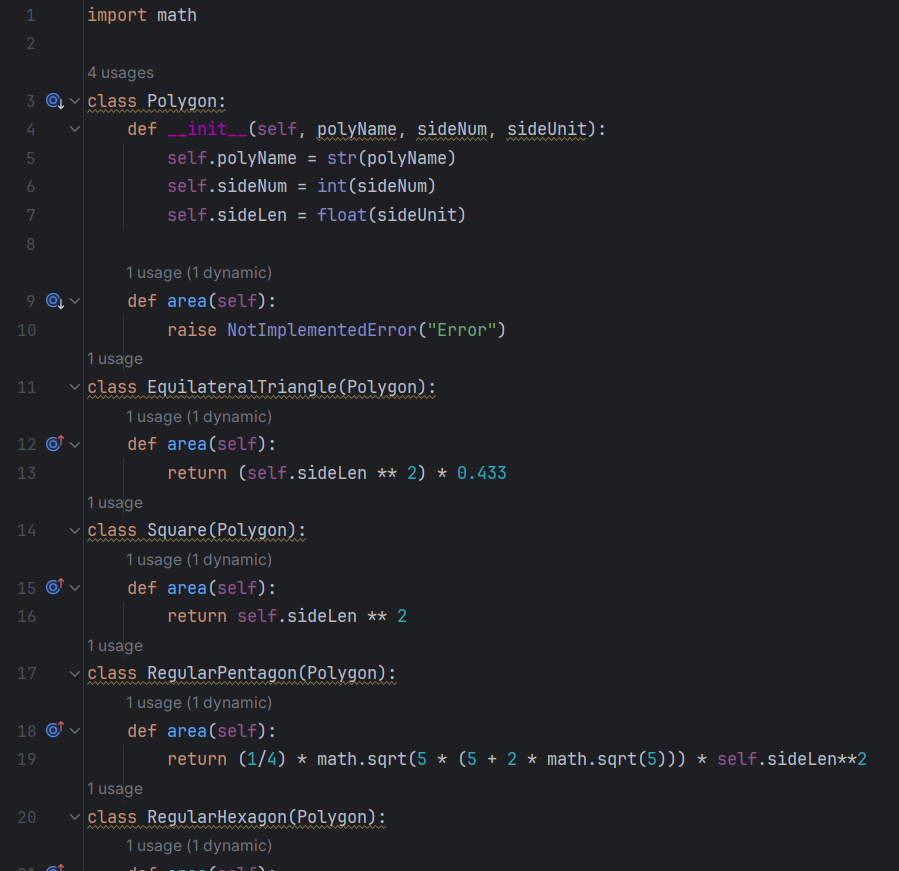 1 import math
2
4 usages
3 class Polygon:
4 def __init__(self, polyName, sideNum, sideUnit):
5 self.polyName = str(polyName)
6 self.sideNum = int(sideNum)
7 self.sideLen = float(sideUnit)
8
1 usage (1 dynamic)
9 def area(self):
10 raise NotImplementedError("Error")
1 usage
11 class EquilateralTriangle(Polygon):
1 usage (1 dynamic)
12 def area(self):
13 return (self.sideLen ** 2) * 0.433
1 usage
14 class Square(Polygon):
1 usage (1 dynamic)
15 def area(self):
16 return self.sideLen ** 2
1 usage
17 class RegularPentagon(Polygon):
1 usage (1 dynamic)
18 def area(self):
19 return (1/4) * math.sqrt(5 * (5 + 2 * math.sqrt(5))) * self.sideLen**2
1 usage
20 class RegularHexagon(Polygon):
1 usage (1 dynamic)